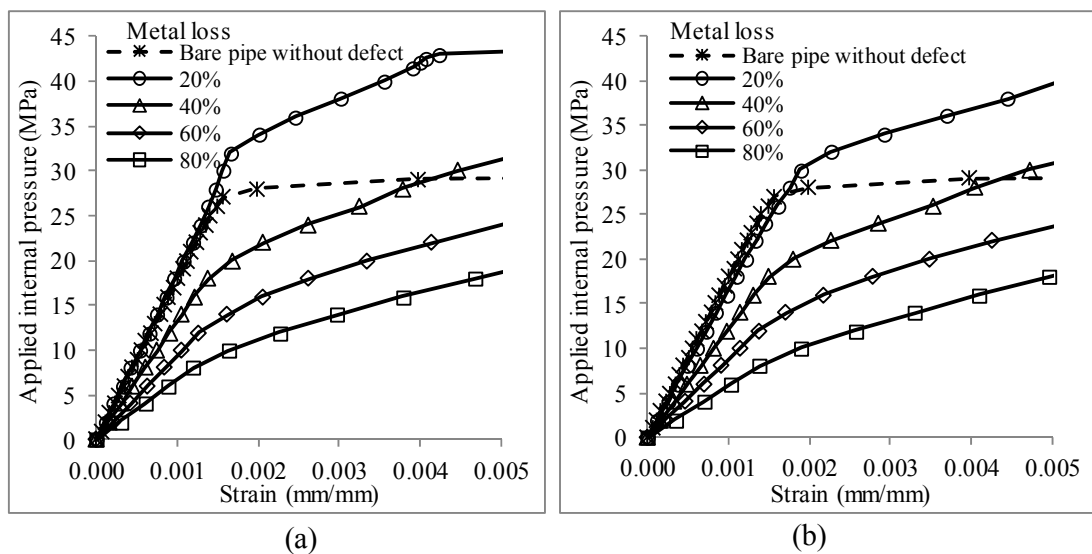 Metal loss
Bare pipe without defect
20%
40%
60%
80%
45
40
35
30
25
20
15
10
5
0
Applied internal pressure (MPa)
0.000 0.001 0.002 0.003 0.004 0.005
Strain (mm/mm)
(a)
Metal loss
Bare pipe without defect
20%
40%
60%
80%
45
40
35
30
25
20
15
10
5
0
Applied internal pressure (MPa)
0.000 0.001 0.002 0.003 0.004 0.005
Strain (mm/mm)
(b)